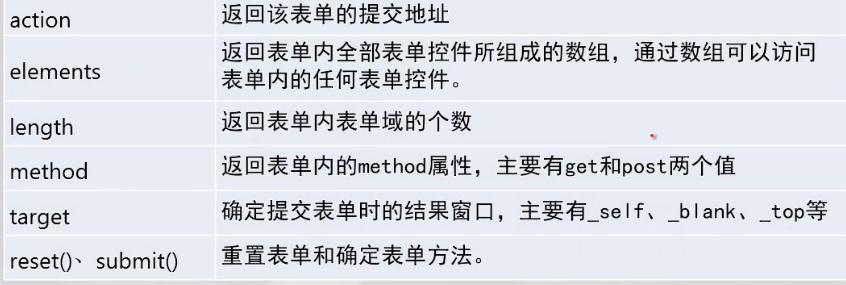 action 返回该表单的提交地址
elements 返回表单内全部表单控件所组成的数组，通过数组可以访问
表单内的任何表单控件。
length 返回表单内表单域的个数
method 返回表单内的method属性，主要有get和post两个值
target 确定提交表单时的结果窗口，主要有_self、_blank、_top等
reset()、submit() 重置表单和确定表单方法。